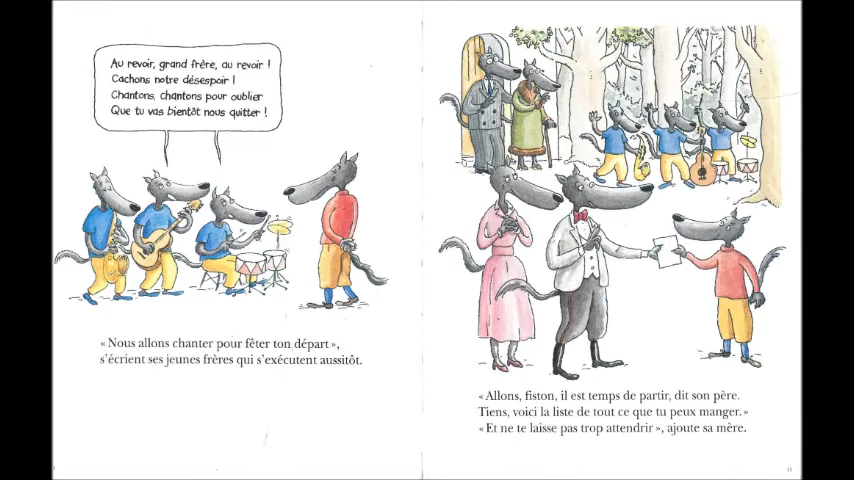 Au revoir, grand frère, au revoir !
Cachons notre désespoir !
Chantons, chantons pour oublier
Que tu vas bientôt nous quitter !
« Nous allons chanter pour fêter ton départ »,
s'écrient ses jeunes frères qui s'exécutent aussitôt.
« Allons, fiston, il est temps de partir, dit son père.
Tiens, voici la liste de tout ce que tu peux manger. »
« Et ne te laisse pas trop attendrir », ajoute sa mère.